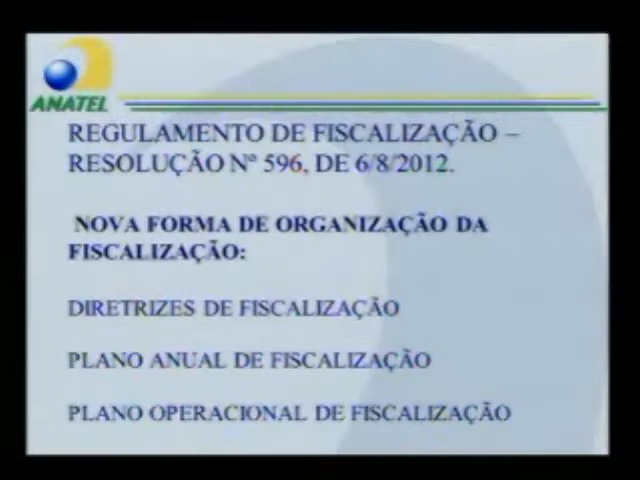 ANATEL
REGULAMENTO DE FISCALIZAÇÃO –
RESOLUÇÃO Nº 596, DE 6/8/2012.
NOVA FORMA DE ORGANIZAÇÃO DA
FISCALIZAÇÃO:
DIRETRIZES DE FISCALIZAÇÃO
PLANO ANUAL DE FISCALIZAÇÃO
PLANO OPERACIONAL DE FISCALIZAÇÃO